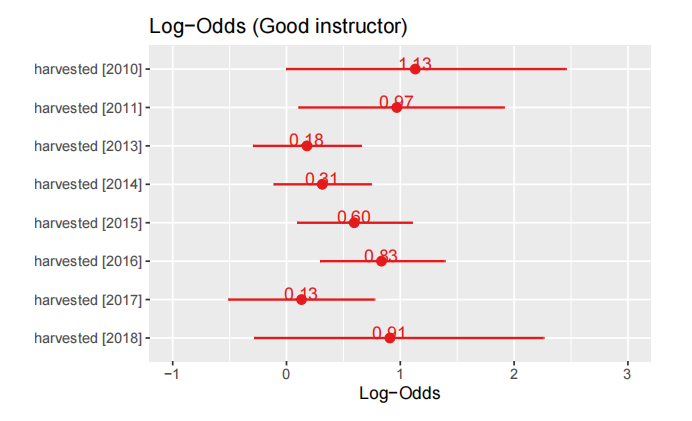 Log−Odds (Good instructor)
harvested [2010]
1.13
harvested [2011]
0.97
harvested [2013]
0.18
harvested [2014]
0.31
harvested [2015]
0.60
harvested [2016]
0.83
harvested [2017]
0.13
harvested [2018]
0.91
−1 0 1 2 3
Log−Odds